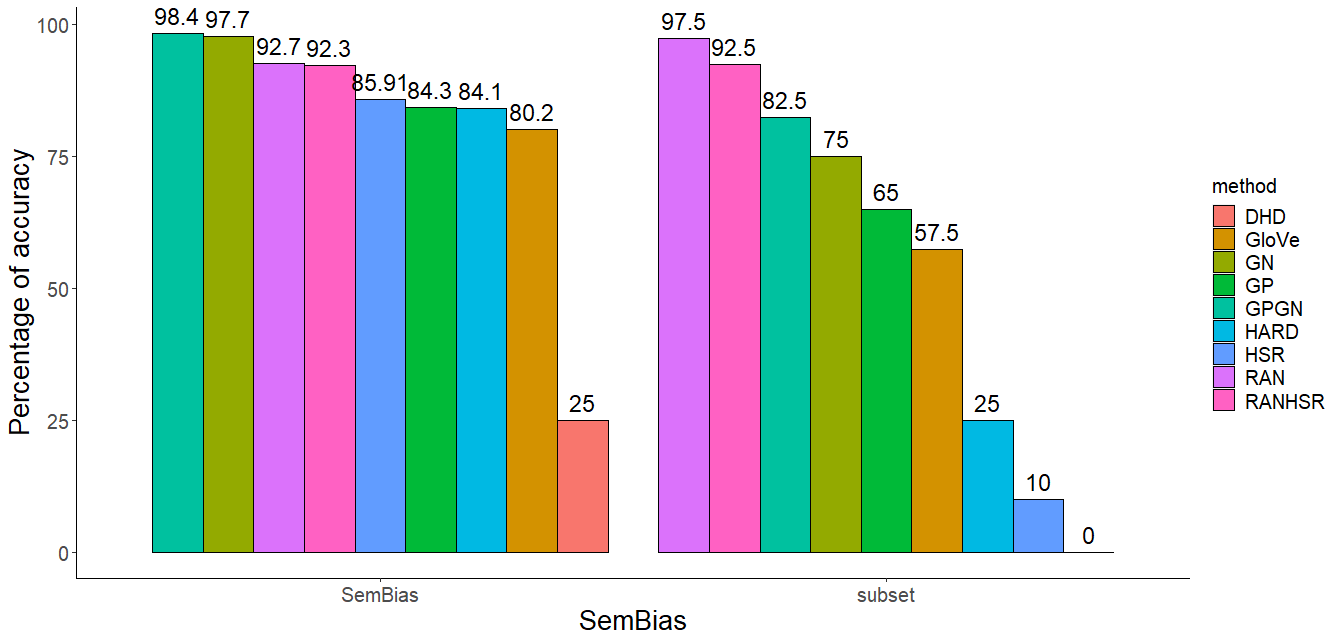 Percentage of accuracy
100
75
50
25
0
98.4
97.7
92.7
92.3
85.91
84.3
84.1
80.2
25
97.5
92.5
82.5
75
65
57.5
25
10
0
SemBias
subset
SemBias
method
DHD
GloVe
GN
GP
GPGN
HARD
HSR
RAN
RANHSR